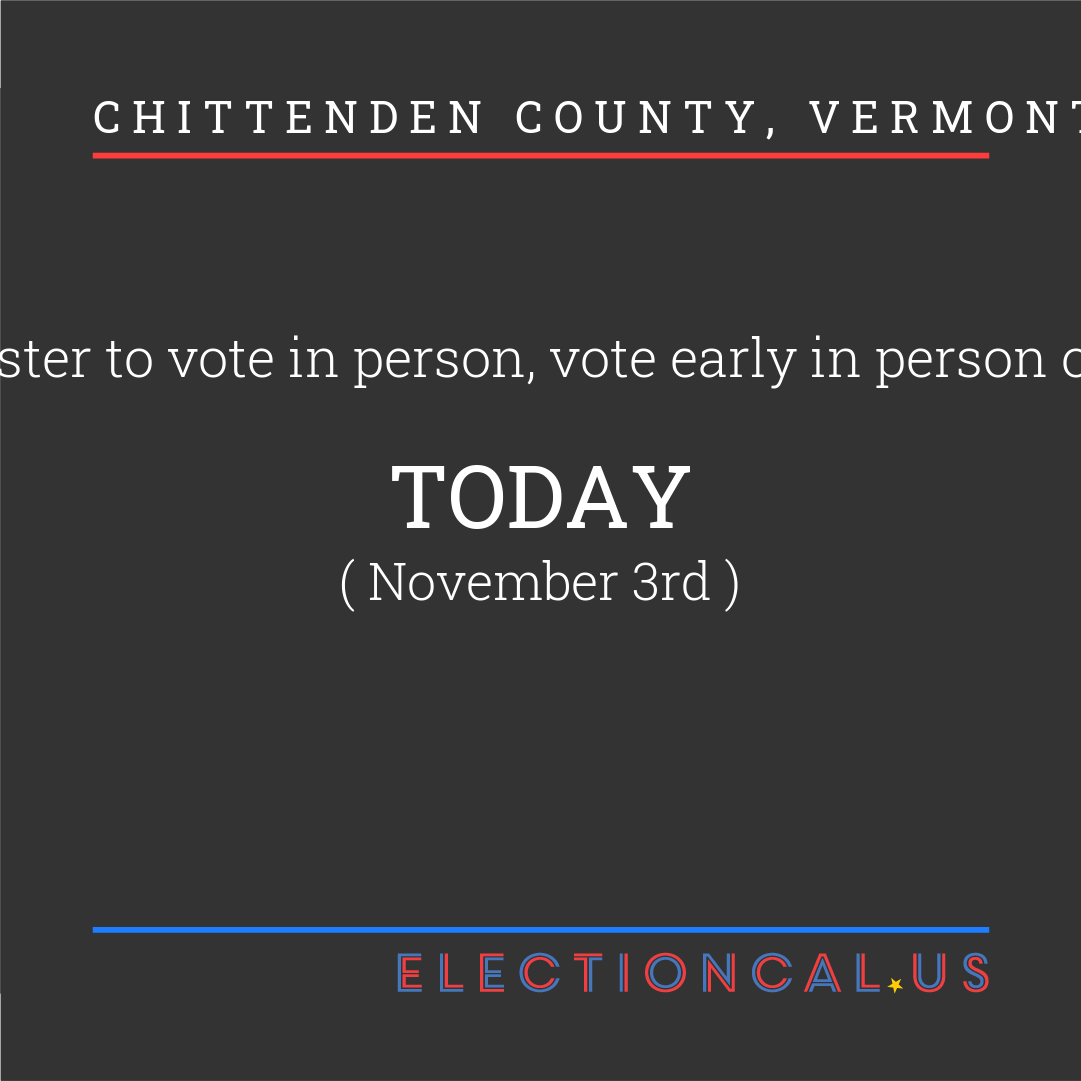 CHITTENDEN COUNTY, VERMONT
ster to vote in person, vote early in person o
TODAY
( November 3rd )
ELECTIONCAL.US